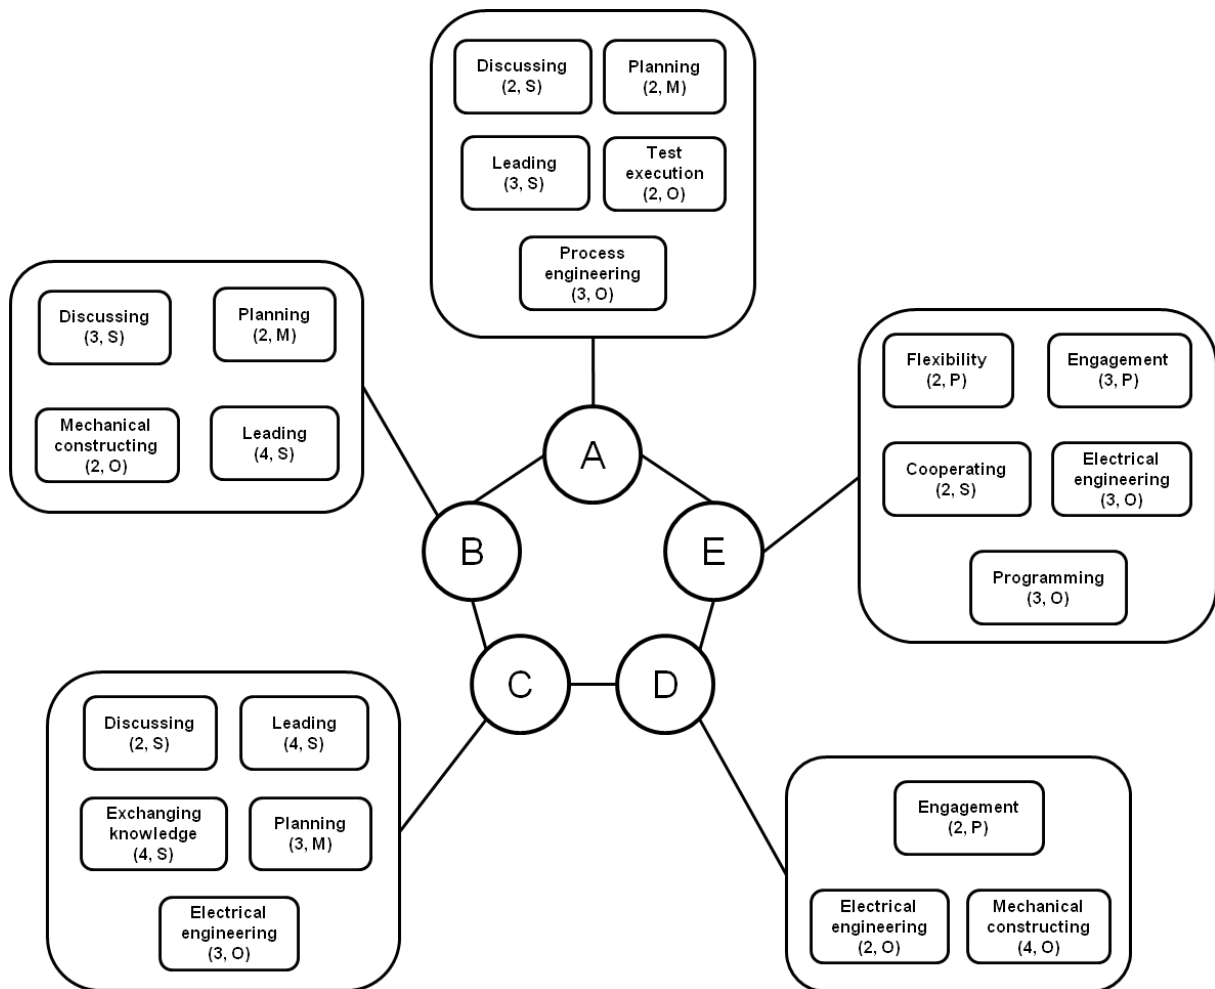 Discussing
(2, S)
Planning
(2, M)
Leading
(3, S)
Test
execution
(2, O)
Process
engineering
(3, O)
Discussing
(3, S)
Planning
(2, M)
Mechanical
constructing
(2, O)
Leading
(4, S)
Flexibility
(2, P)
Engagement
(3, P)
Cooperating
(2, S)
Electrical
engineering
(3, O)
Programming
(3, O)
A
B
E
C
D
Discussing
(2, S)
Leading
(4, S)
Exchanging
knowledge
(4, S)
Planning
(3, M)
Electrical
engineering
(3, O)
Engagement
(2, P)
Electrical
engineering
(2, O)
Mechanical
constructing
(4, O)